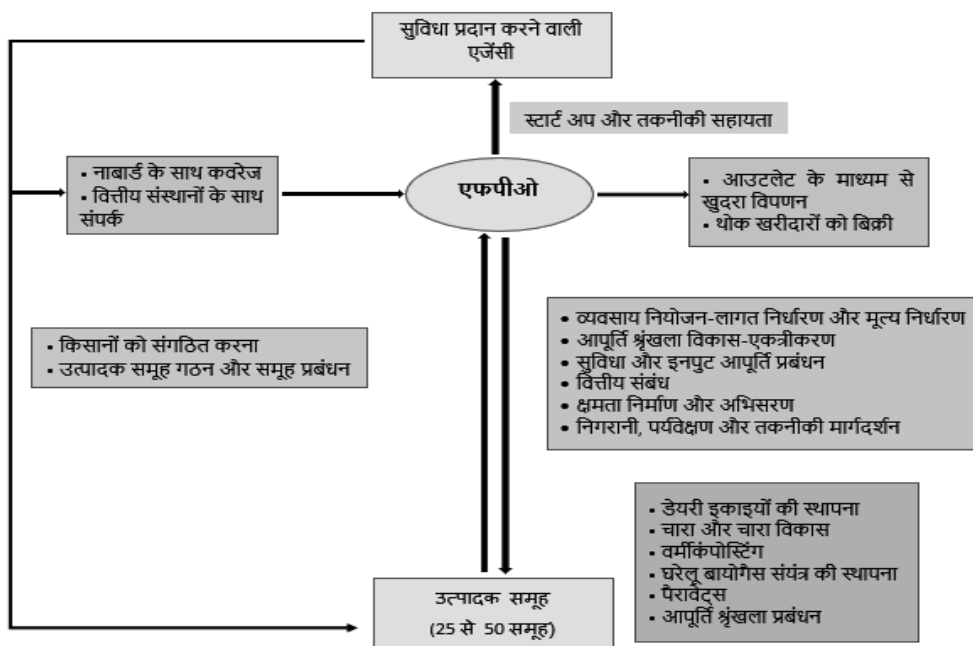 सुविधा प्रदान करने वाली
एजेंसी
स्टार्ट अप और तकनीकी सहायता
▪ नाबार्ड के साथ कवरेज
▪ वित्तीय संस्थानों के साथ
संपर्क
एफपीओ
▪ आउटलेट के माध्यम से
खुदरा विपणन
▪ थोक खरीदारों को बिक्री
▪ किसानों को संगठित करना
▪ उत्पादक समूह गठन और समूह प्रबंधन
● व्यवसाय नियोजन-लागत निर्धारण और मूल्य निर्धारण
● आपूर्ति श्रृंखला विकास-एकत्रीकरण
● सुविधा और इनपुट आपूर्ति प्रबंधन
● वित्तीय संबंध
● क्षमता निर्माण और अभिसरण
● निगरानी, पर्यवेक्षण और तकनीकी मार्गदर्शन
▪ डेयरी इकाइयों की स्थापना
▪ चारा और चारा विकास
▪ वर्मीकंपोस्टिंग
▪ घरेलू बायोगैस संयंत्र की स्थापना
▪ पैरावेट्स
▪ आपूर्ति श्रृंखला प्रबंधन
उत्पादक समूह
(25 से 50 समूह)